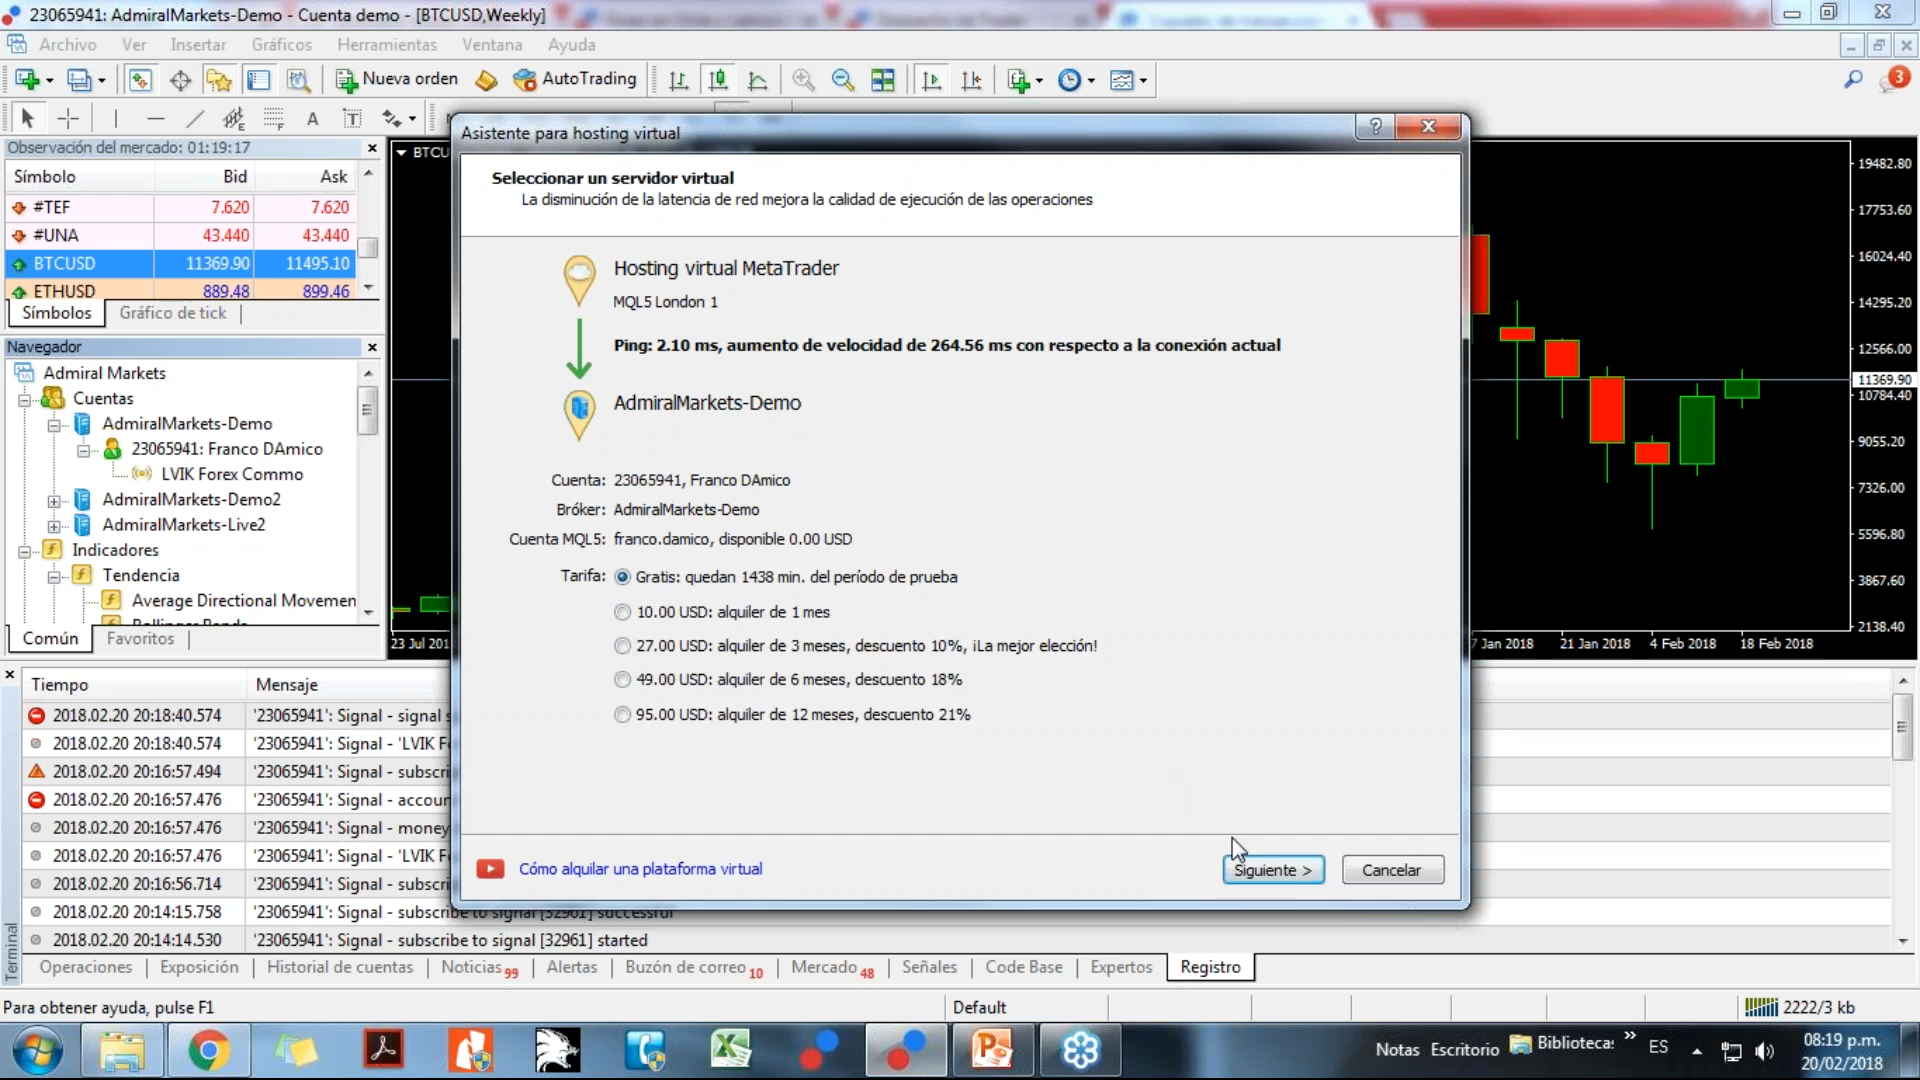 23065941: AdmiralMarkets-Demo - Cuenta demo - [BTCUSD,Weekly]
Archivo Ver Insertar Gráficos Herramientas Ventana Ayuda
Nueva orden AutoTrading 3
A T
Observación del mercado: 01:19:17
Símbolo Bid Ask
#TEF 7.620 7.620
#UNA 43.440 43.440
BTCUSD 11369.90 11495.10
ETHUSD 889.48 899.46
Símbolos Gráfico de tick
Navegador
Admiral Markets
Cuentas
AdmiralMarkets-Demo
23065941: Franco DAmico
LVIK Forex Commo
AdmiralMarkets-Demo2
AdmiralMarkets-Live2
Indicadores
Tendencia
Average Directional Movemen
Común Favoritos
BTCU
Asistente para hosting virtual
Seleccionar un servidor virtual
La disminución de la latencia de red mejora la calidad de ejecución de las operaciones
Hosting virtual MetaTrader
MQL5 London 1
Ping: 2.10 ms, aumento de velocidad de 264.56 ms con respecto a la conexión actual
AdmiralMarkets-Demo
Cuenta: 23065941, Franco DAmico
Bróker: AdmiralMarkets-Demo
Cuenta MQL5: franco.damico, disponible 0.00 USD
Tarifa: Gratis: quedan 1438 min. del período de prueba
10.00 USD: alquiler de 1 mes
27.00 USD: alquiler de 3 meses, descuento 10%, ¡La mejor elección!
49.00 USD: alquiler de 6 meses, descuento 18%
95.00 USD: alquiler de 12 meses, descuento 21%
Cómo alquilar una plataforma virtual
Siguiente > Cancelar
19482.80
17753.60
16024.40
14295.20
12566.00
11369.90
10784.40
9055.20
7326.00
5596.80
3867.60
2138.40
23 Jul 201 7 Jan 2018 21 Jan 2018 4 Feb 2018 18 Feb 2018
Tiempo Mensaje
2018.02.20 20:18:40.574 '23065941': Signal - signal s
2018.02.20 20:18:40.574 '23065941': Signal - 'LVIK F
2018.02.20 20:16:57.494 '23065941': Signal - subscri
2018.02.20 20:16:57.476 '23065941': Signal - accour
2018.02.20 20:16:57.476 '23065941': Signal - money
2018.02.20 20:16:57.476 '23065941': Signal - 'LVIK F
2018.02.20 20:16:56.714 '23065941': Signal - subscri
2018.02.20 20:14:15.758 '23065941': Signal - subscribe to signal [32961] successful
2018.02.20 20:14:14.530 '23065941': Signal - subscribe to signal [32961] started
Terminal
Operaciones Exposición Historial de cuentas Noticias 99 Alertas Buzón de correo 10 Mercado 48 Señales Code Base Expertos Registro
Para obtener ayuda, pulse F1 Default 2222/3 kb
Notas Escritorio Bibliotecas » ES 08:19 p.m.
20/02/2018